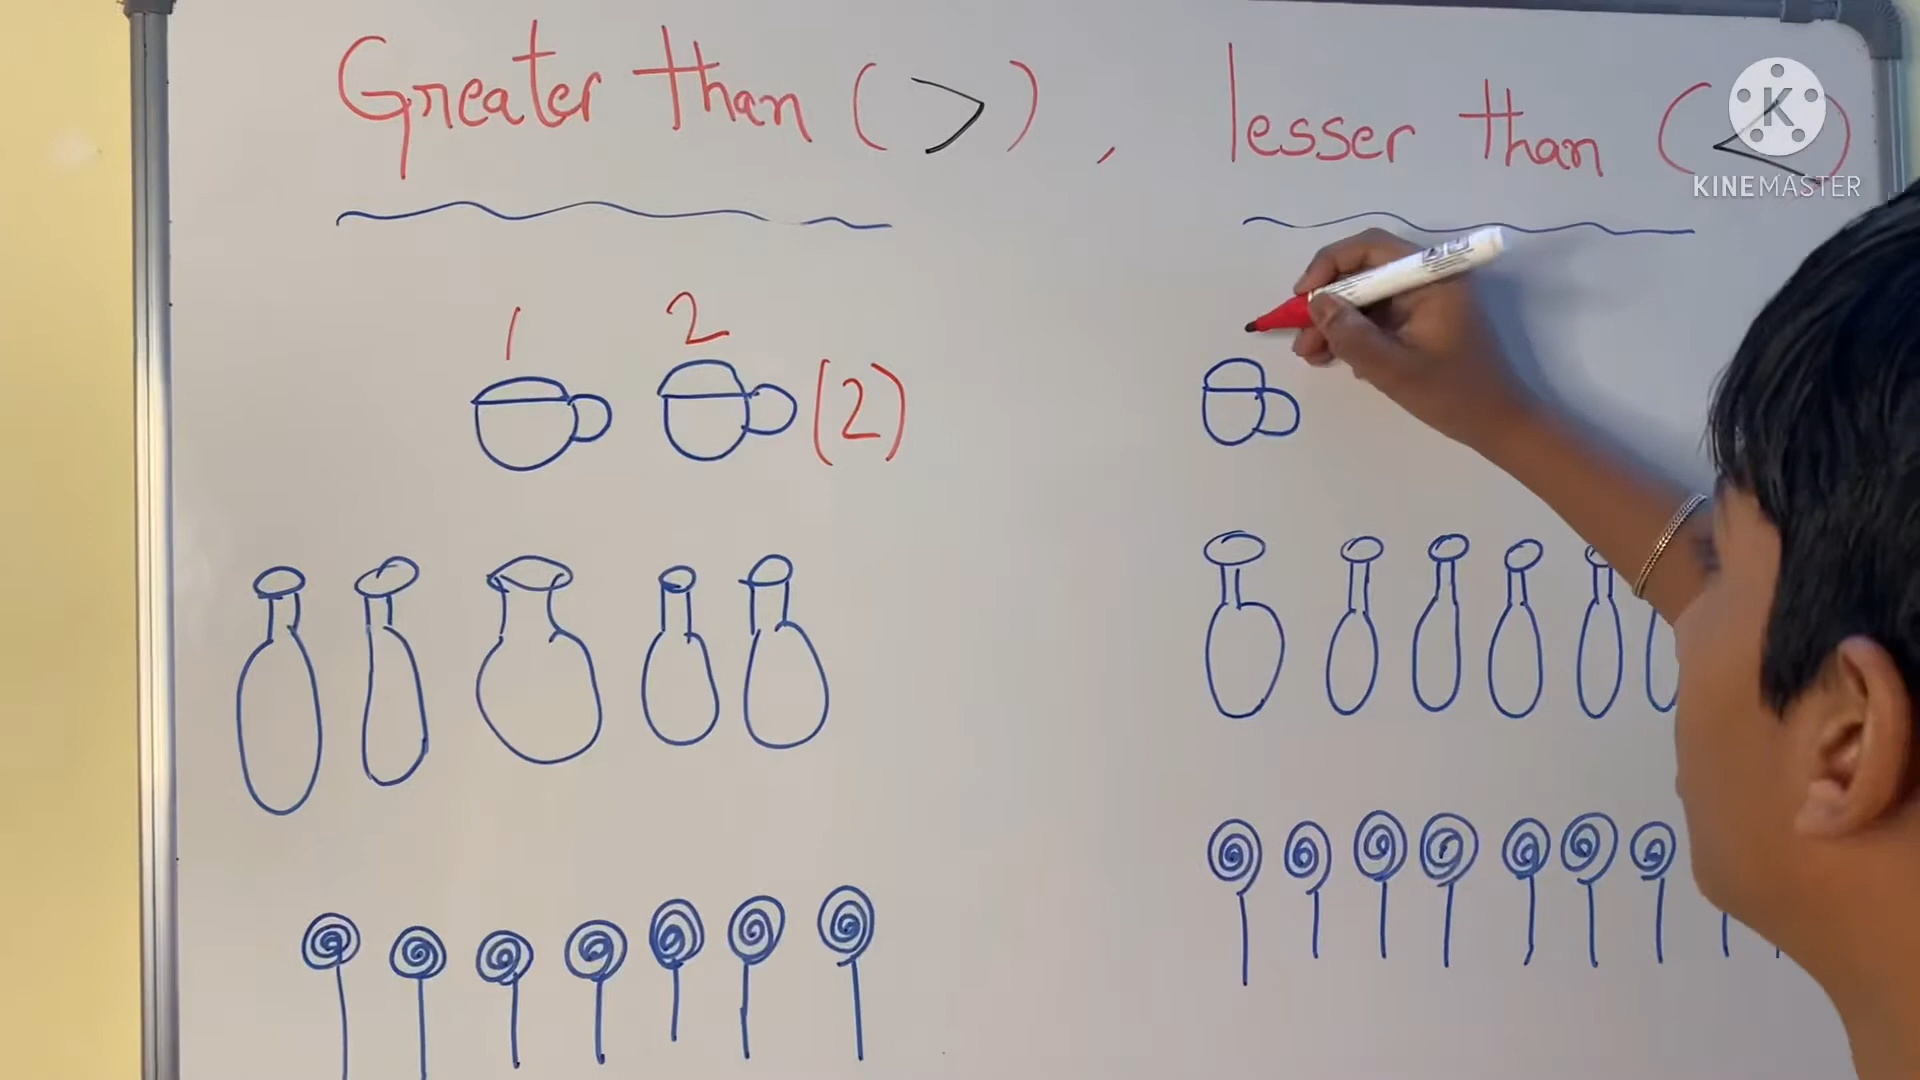 Greater than ( > ) , lesser than ( < )
KINEMASTER
1 2
(2)